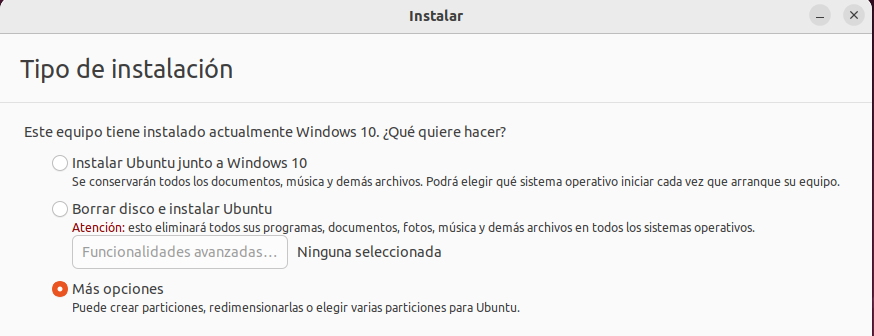 Instalar
Tipo de instalación
Este equipo tiene instalado actualmente Windows 10. ¿Qué quiere hacer?
Instalar Ubuntu junto a Windows 10
Se conservarán todos los documentos, música y demás archivos. Podrá elegir qué sistema operativo iniciar cada vez que arranque su equipo.
Borrar disco e instalar Ubuntu
Atención: esto eliminará todos sus programas, documentos, fotos, música y demás archivos en todos los sistemas operativos.
Funcionalidades avanzadas... Ninguna seleccionada
Más opciones
Puede crear particiones, redimensionarlas o elegir varias particiones para Ubuntu.